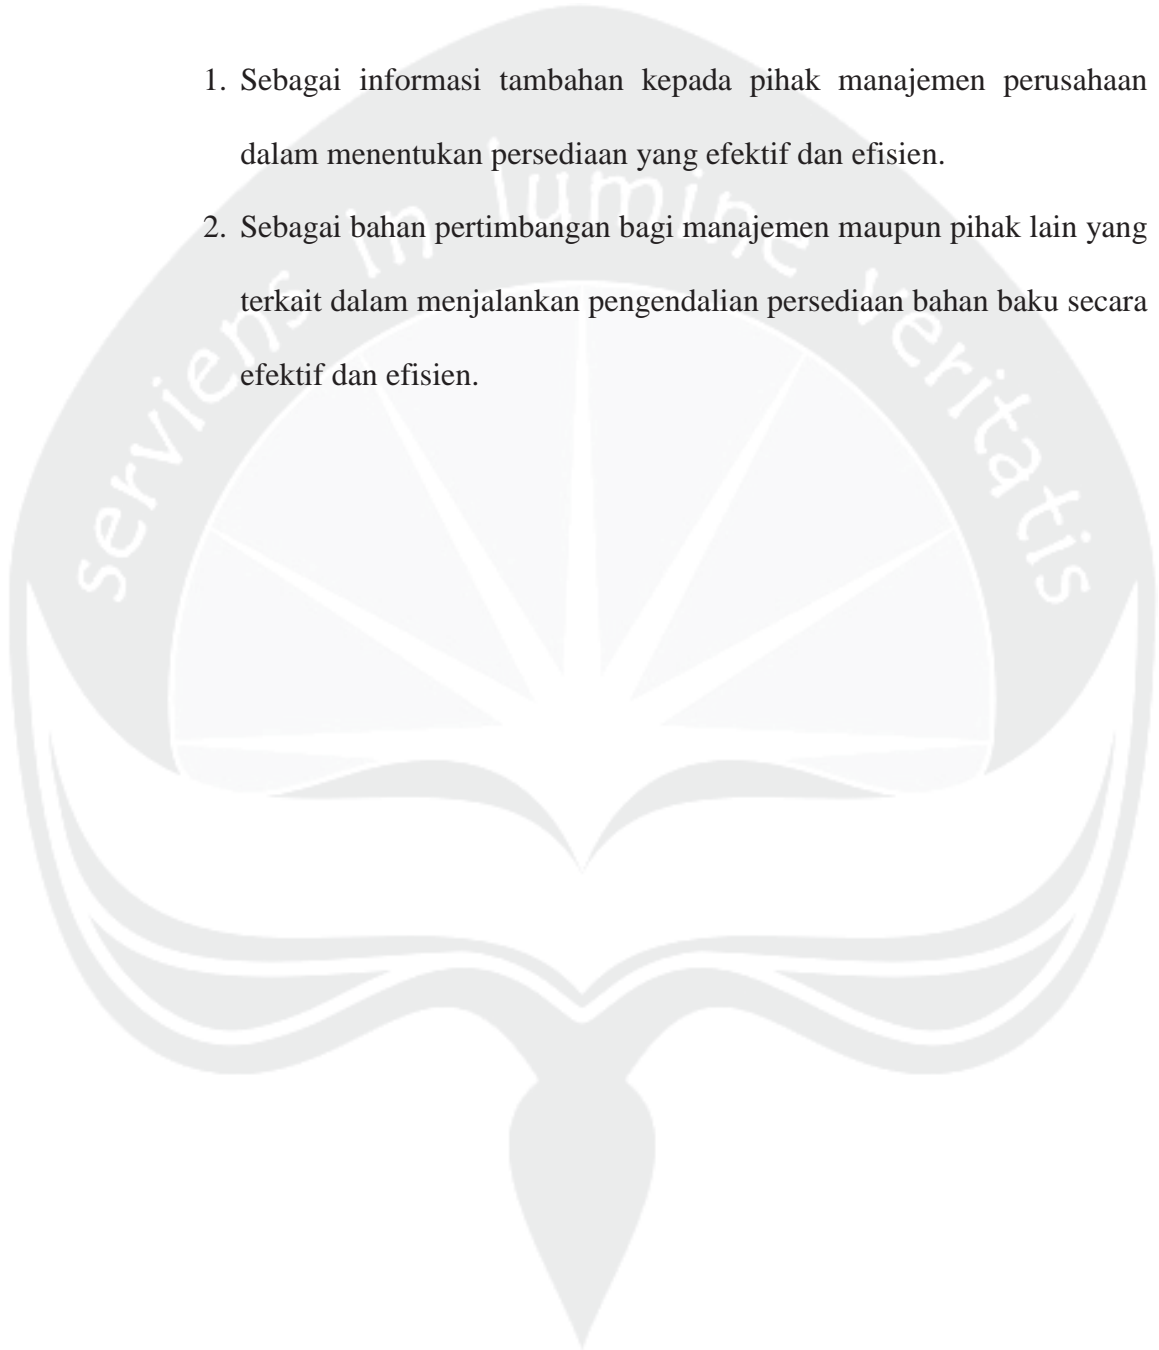 1. Sebagai informasi tambahan kepada pihak manajemen perusahaan
dalam menentukan persediaan yang efektif dan efisien.
2. Sebagai bahan pertimbangan bagi manajemen maupun pihak lain yang
terkait dalam menjalankan pengendalian persediaan bahan baku secara
efektif dan efisien.
serviens in lumine veritatis